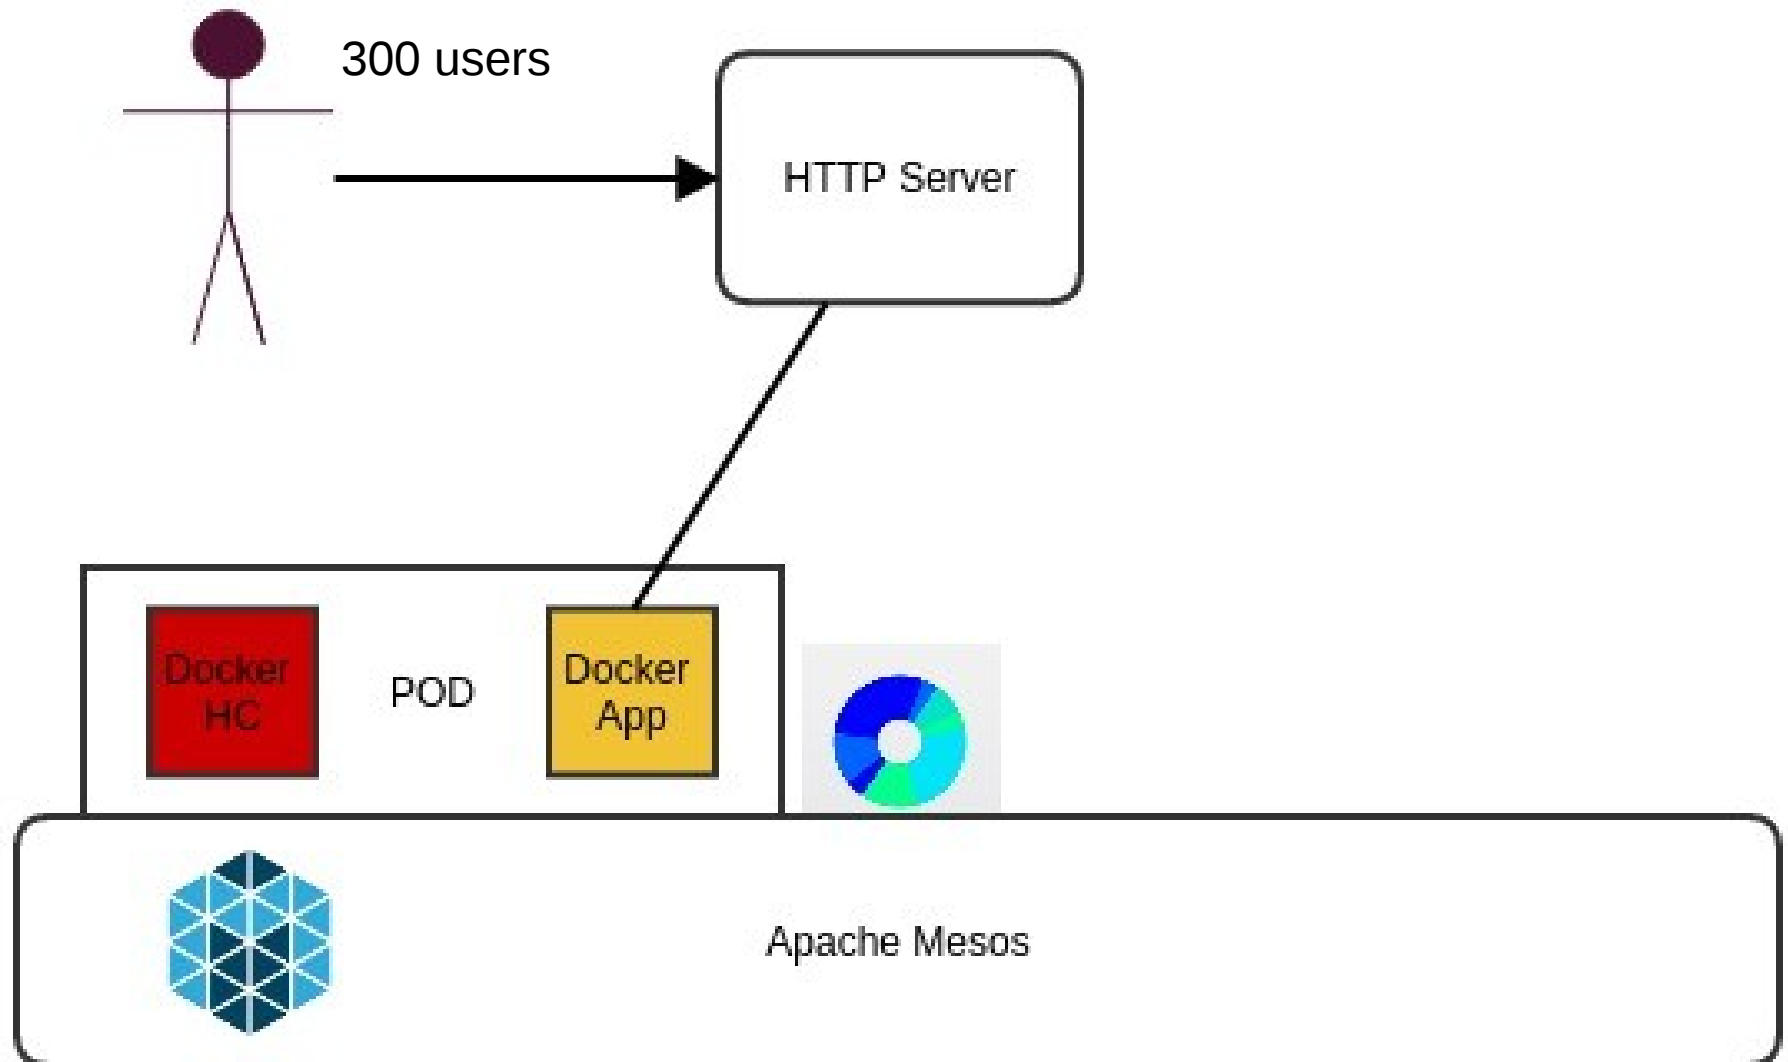 300 users
HTTP Server
Docker
HC
POD
Docker
App
Apache Mesos